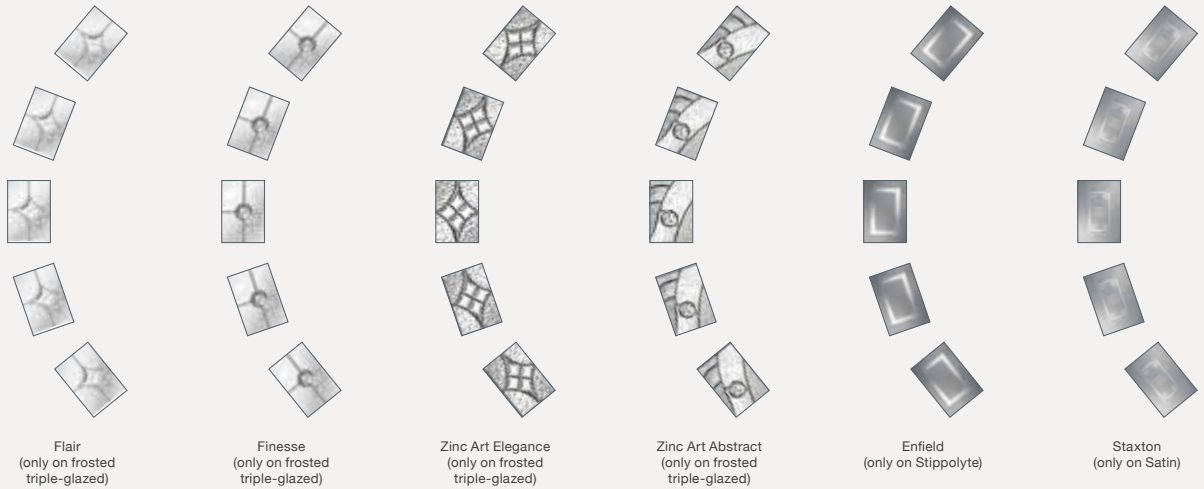 Flair
(only on frosted
triple-glazed)
Finesse
(only on frosted
triple-glazed)
Zinc Art Elegance
(only on frosted
triple-glazed)
Zinc Art Abstract
(only on frosted
triple-glazed)
Enfield
(only on Stippolyte)
Staxton
(only on Satin)